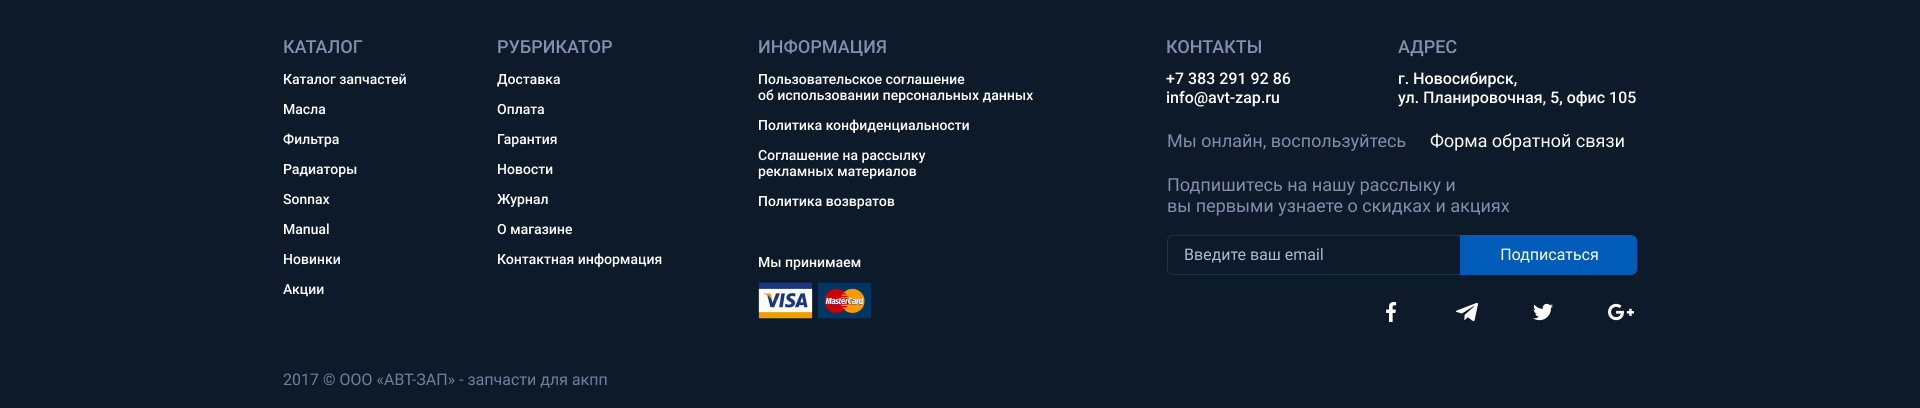 КАТАЛОГ
Каталог запчастей
Масла
Фильтра
Радиаторы
Sonnax
Manual
Новинки
Акции
РУБРИКАТОР
Доставка
Оплата
Гарантия
Новости
Журнал
О магазине
Контактная информация
ИНФОРМАЦИЯ
Пользовательское соглашение
об использовании персональных данных
Политика конфиденциальности
Соглашение на рассылку
рекламных материалов
Политика возвратов
Мы принимаем
VISA MasterCard
КОНТАКТЫ
+7 383 291 92 86
info@avt-zap.ru
АДРЕС
г. Новосибирск,
ул. Планировочная, 5, офис 105
Мы онлайн, воспользуйтесь Форма обратной связи
Подпишитесь на нашу расслыку и
вы первыми узнаете о скидках и акциях
Введите ваш email Подписаться
G+
2017 © ООО «АВТ-ЗАП» - запчасти для акпп